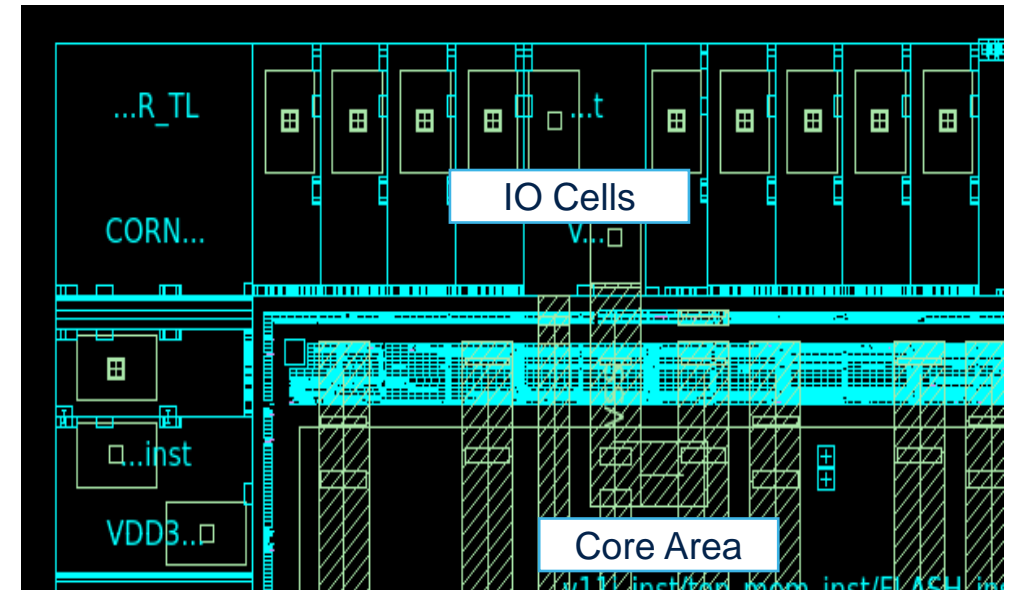 ...R_TL
...t
IO Cells
CORN...
V...
...inst
VDD3...
Core Area